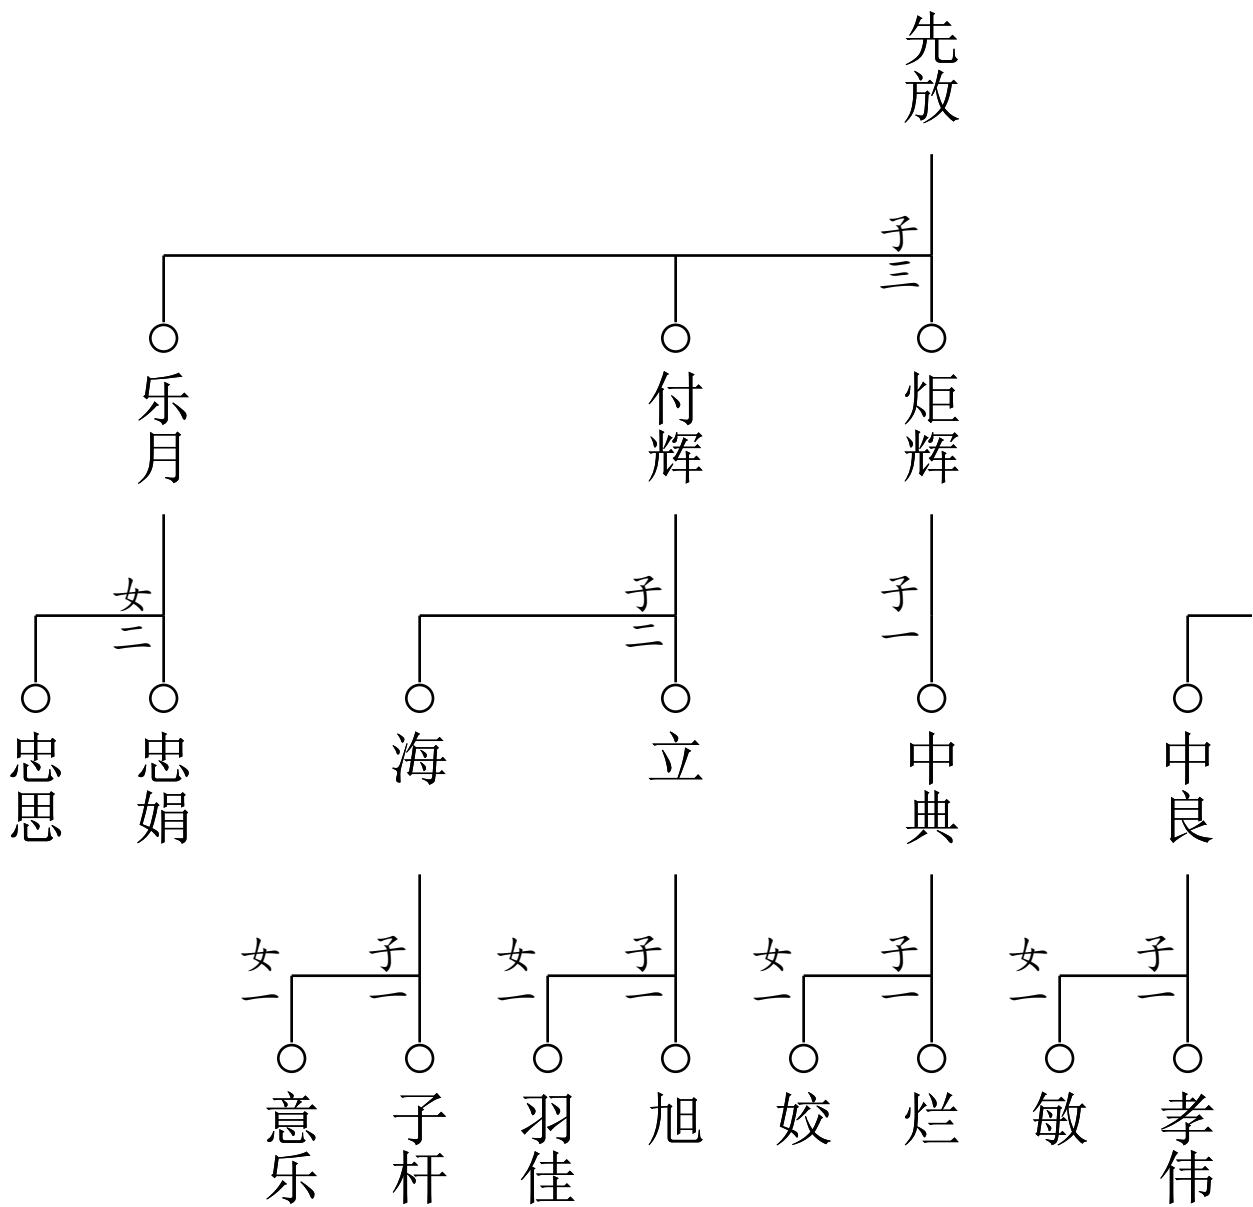 先放
子三
炬辉
付辉
乐月
子一
子二
女二
中良
中典
立
海
忠娟
忠思
子一
女一
子一
女一
子一
女一
子一
女一
孝伟
敏
烂
姣
旭
羽佳
子杆
意乐